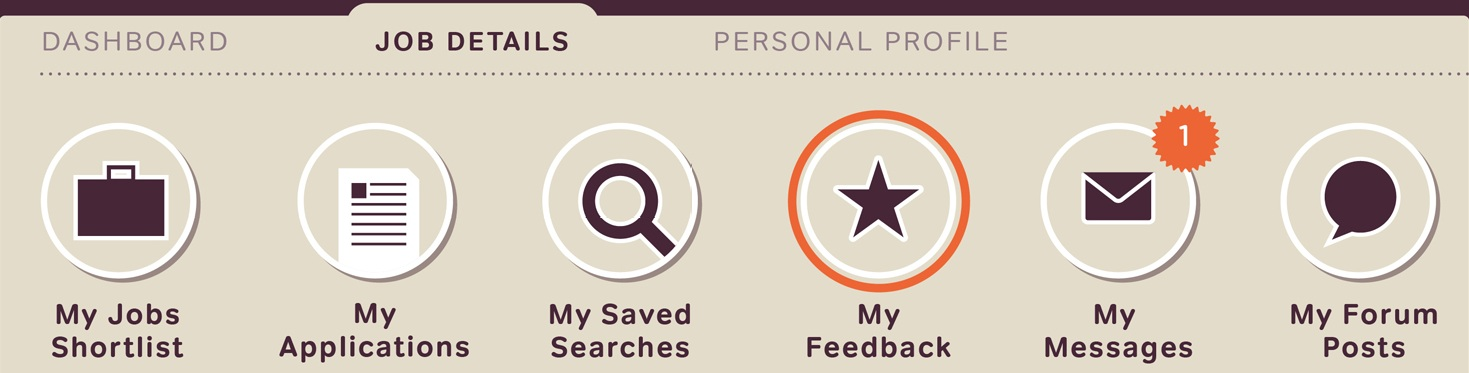 DASHBOARD JOB DETAILS PERSONAL PROFILE
1
My Jobs My My Saved My My My Forum
Shortlist Applications Searches Feedback Messages Posts